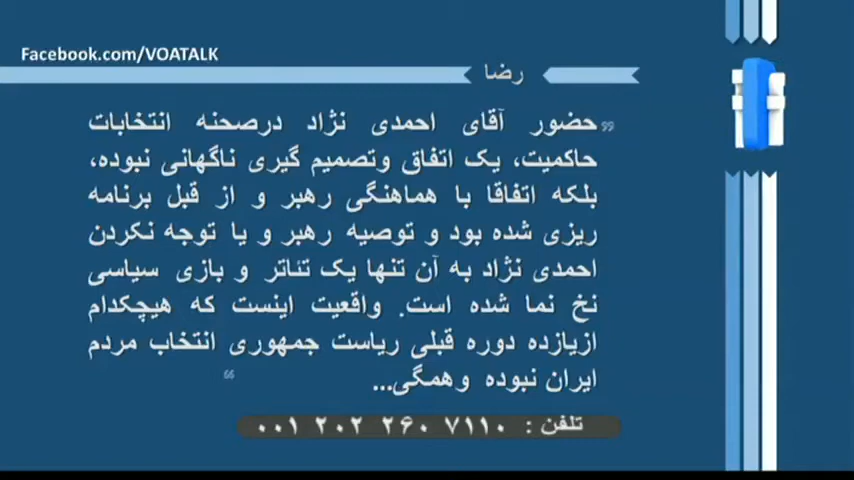 Facebook.com/VOATALK
رضا
"حضور آقای احمدی نژاد درصحنه انتخابات
حاکمیت، یک اتفاق وتصمیم گیری ناگهانی نبوده،
بلکه اتفاقا با هماهنگی رهبر و از قبل برنامه
ریزی شده بود و توصیه رهبر و یا توجه نکردن
احمدی نژاد به آن تنها یک تئاتر و بازی سیاسی
نخ نما شده است. واقعیت اینست که هیچکدام
ازیازده دوره قبلی ریاست جمهوری انتخاب مردم
ایران نبوده وهمگی... "
تلفن : ۰۰۱ ۲۰۲ ۲۶۰ ۷۱۱۰